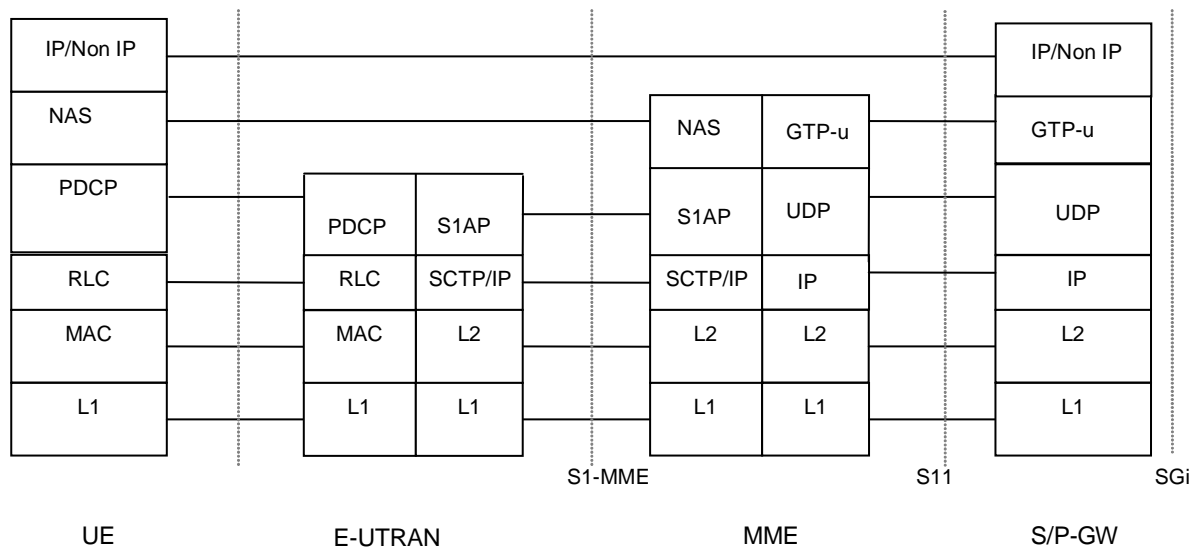 IP/Non IP
IP/Non IP
NAS
NAS
GTP-u
GTP-u
PDCP
PDCP
S1AP
S1AP
UDP
UDP
RLC
RLC
SCTP/IP
SCTP/IP
IP
IP
MAC
MAC
L2
L2
L2
L2
L1
L1
L1
L1
L1
L1
S1-MME
S11
SGi
UE
E-UTRAN
MME
S/P-GW